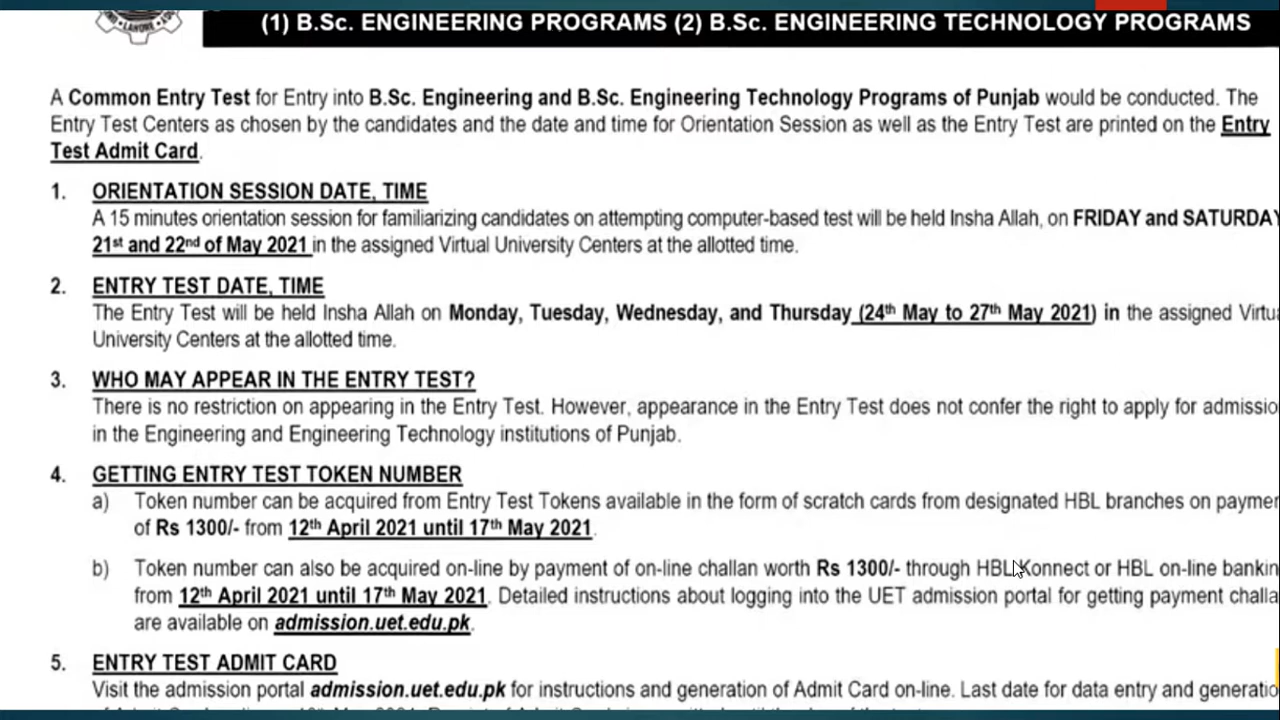 LAHORE
(1) B.Sc. ENGINEERING PROGRAMS (2) B.Sc. ENGINEERING TECHNOLOGY PROGRAMS
A Common Entry Test for Entry into B.Sc. Engineering and B.Sc. Engineering Technology Programs of Punjab would be conducted. The
Entry Test Centers as chosen by the candidates and the date and time for Orientation Session as well as the Entry Test are printed on the Entry
Test Admit Card.
1. ORIENTATION SESSION DATE, TIME
A 15 minutes orientation session for familiarizing candidates on attempting computer-based test will be held Insha Allah, on FRIDAY and SATURDAY
21st and 22nd of May 2021 in the assigned Virtual University Centers at the allotted time.
2. ENTRY TEST DATE, TIME
The Entry Test will be held Insha Allah on Monday, Tuesday, Wednesday, and Thursday (24th May to 27th May 2021) in the assigned Virtua
University Centers at the allotted time.
3. WHO MAY APPEAR IN THE ENTRY TEST?
There is no restriction on appearing in the Entry Test. However, appearance in the Entry Test does not confer the right to apply for admissio
in the Engineering and Engineering Technology institutions of Punjab.
4. GETTING ENTRY TEST TOKEN NUMBER
a) Token number can be acquired from Entry Test Tokens available in the form of scratch cards from designated HBL branches on paymen
of Rs 1300/- from 12th April 2021 until 17th May 2021.
b) Token number can also be acquired on-line by payment of on-line challan worth Rs 1300/- through HBL Konnect or HBL on-line bankin
from 12th April 2021 until 17th May 2021. Detailed instructions about logging into the UET admission portal for getting payment challa
are available on admission.uet.edu.pk.
5. ENTRY TEST ADMIT CARD
Visit the admission portal admission.uet.edu.pk for instructions and generation of Admit Card on-line. Last date for data entry and generatio